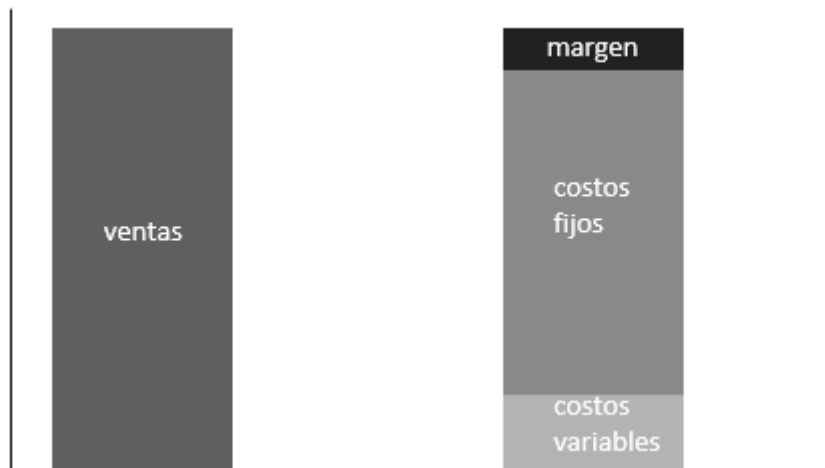 margen
costos
fijos
ventas
costos
variables